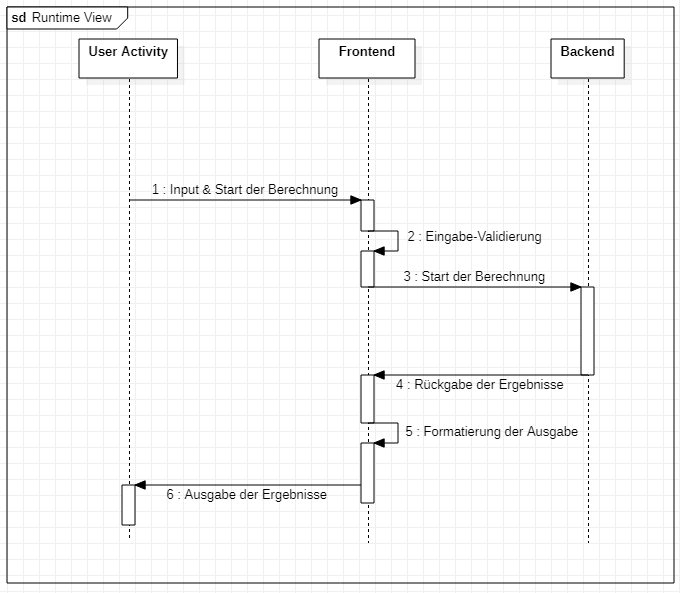 sd Runtime View
User Activity
Frontend
Backend
1 : Input & Start der Berechnung
2 : Eingabe-Validierung
3 : Start der Berechnung
4 : Rückgabe der Ergebnisse
5 : Formatierung der Ausgabe
6 : Ausgabe der Ergebnisse